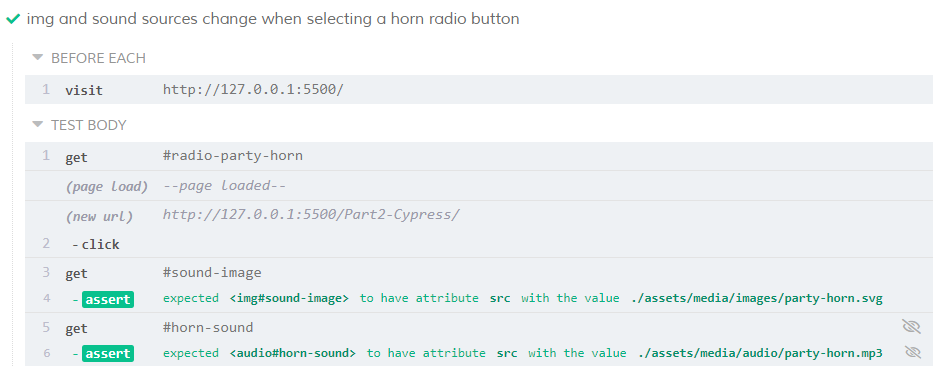 img and sound sources change when selecting a horn radio button
BEFORE EACH
1 visit http://127.0.0.1:5500/
TEST BODY
1 get #radio-party-horn
(page load) --page loaded--
(new url) http://127.0.0.1:5500/Part2-Cypress/
2 -click
3 get #sound-image
4 -assert expected <img#sound-image> to have attribute src with the value ./assets/media/images/party-horn.svg
5 get #horn-sound
6 -assert expected <audio#horn-sound> to have attribute src with the value ./assets/media/audio/party-horn.mp3